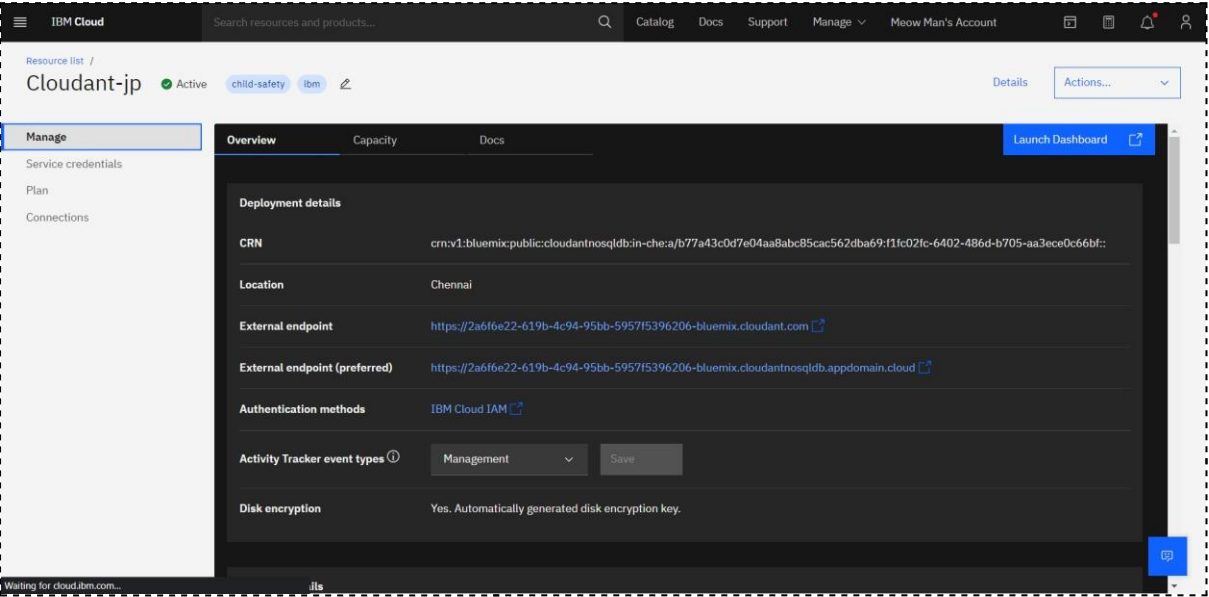 IBM Cloud
Search resources and products...
Catalog
Docs
Support
Manage
Meow Man's Account
Resource list /
Cloudant-jp
Active
child-safety
ibm
Details
Actions...
Manage
Service credentials
Plan
Connections
Overview
Capacity
Docs
Launch Dashboard
Deployment details
CRN
crn:v1:bluemix:public:cloudantnosqldb:in-che:a/b77a43c0d7e04aa8abc85cac562dba69:f1fc02fc-6402-486d-b705-aa3ece0c66bf::
Location
Chennai
External endpoint
https://2a6f6e22-619b-4c94-95bb-5957f5396206-bluemix.cloudant.com
External endpoint (preferred)
https://2a6f6e22-619b-4c94-95bb-5957f5396206-bluemix.cloudantnosqldb.appdomain.cloud
Authentication methods
IBM Cloud IAM
Activity Tracker event types
Management
Save
Disk encryption
Yes. Automatically generated disk encryption key.
Waiting for cloud.ibm.com...
ils